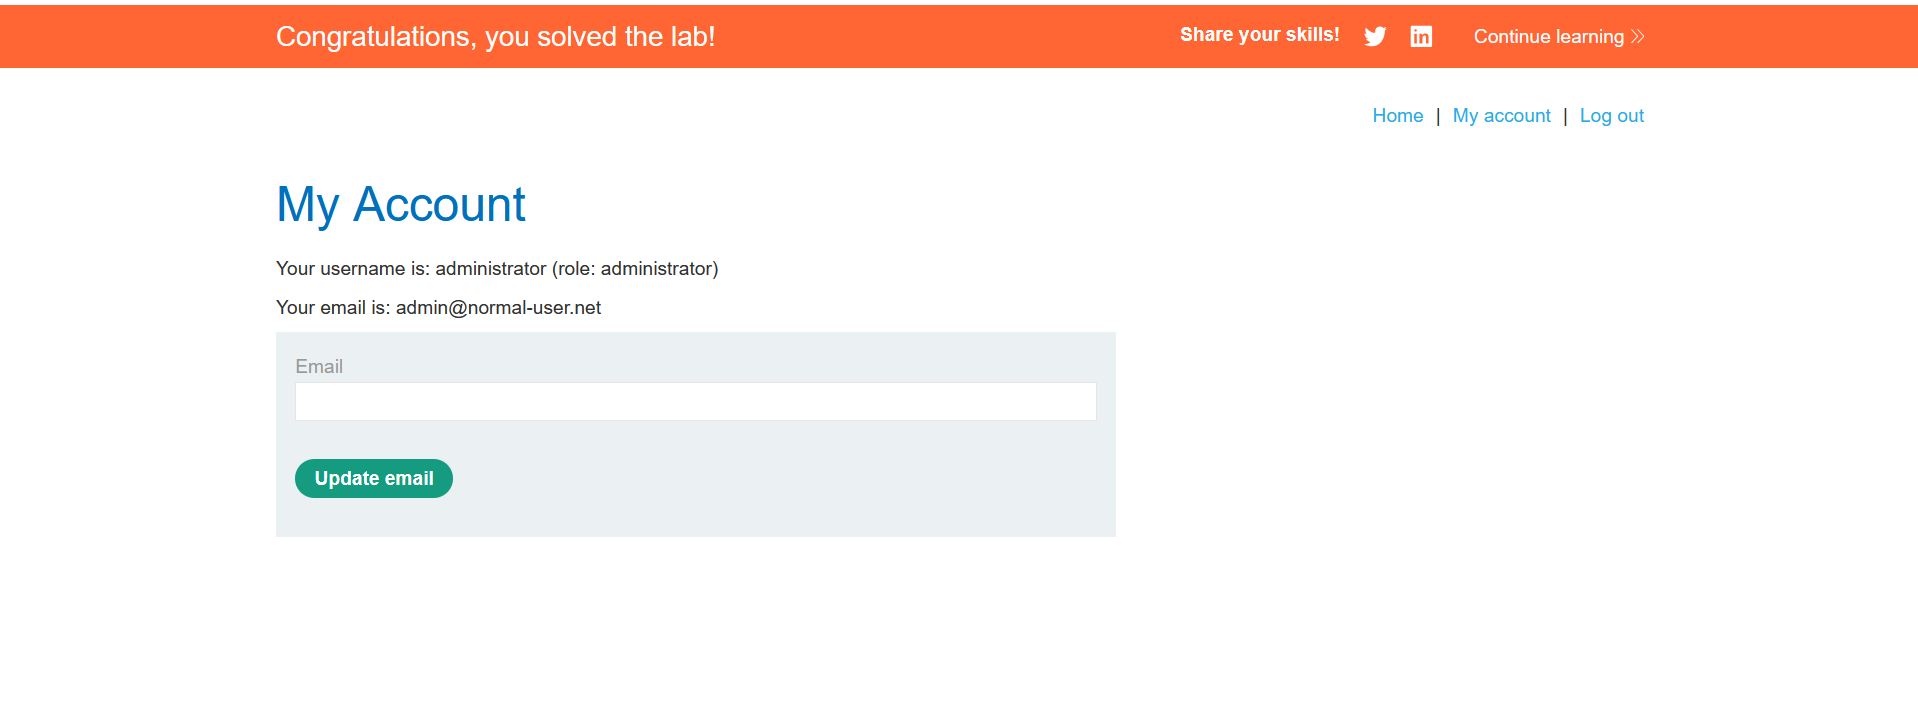 Congratulations, you solved the lab!
Share your skills!
Continue learning
Home | My account | Log out
My Account
Your username is: administrator (role: administrator)
Your email is: admin@normal-user.net
Email
Update email